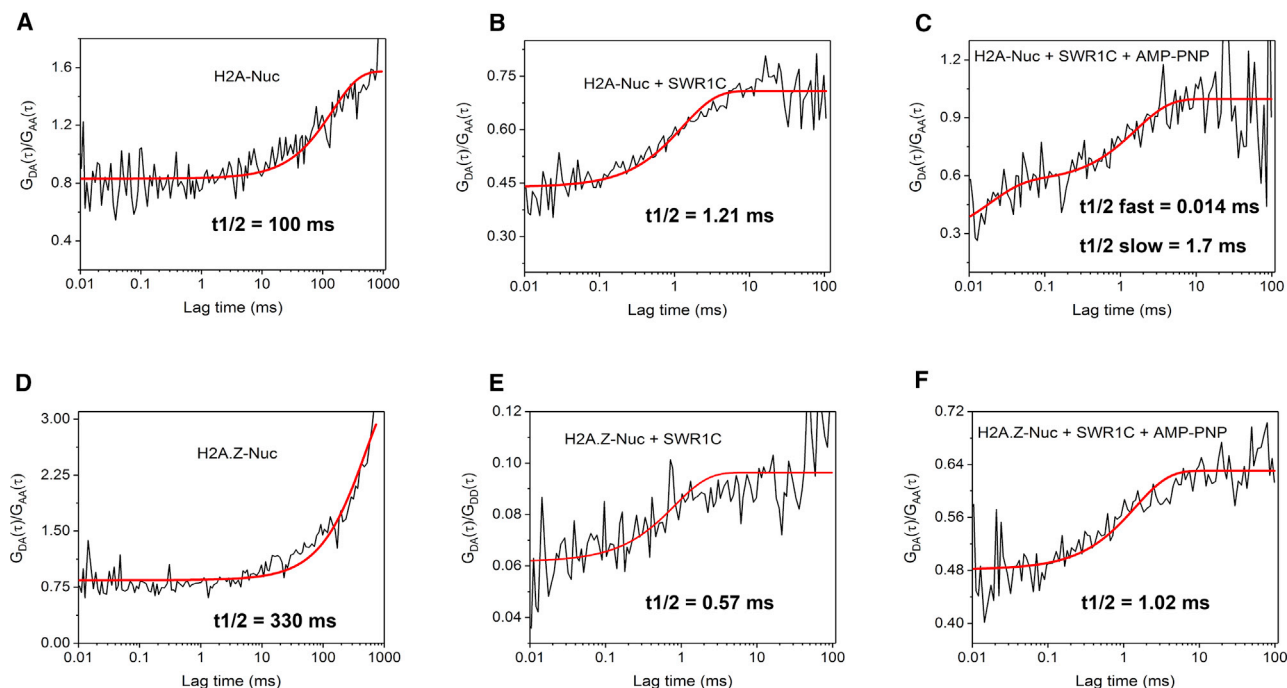 A
G_DA(τ)/G_AA(τ)
1.6
1.2
0.8
0.4
H2A-Nuc
t1/2 = 100 ms
0.01 0.1 1 10 100 1000
Lag time (ms)
B
G_DA(τ)/G_AA(τ)
0.75
0.60
0.45
0.30
H2A-Nuc + SWR1C
t1/2 = 1.21 ms
0.01 0.1 1 10 100
Lag time (ms)
C
G_DA(τ)/G_AA(τ)
1.2
0.9
0.6
0.3
H2A-Nuc + SWR1C + AMP-PNP
t1/2 fast = 0.014 ms
t1/2 slow = 1.7 ms
0.01 0.1 1 10 100
Lag time (ms)
D
G_DA(τ)/G_AA(τ)
3.00
2.25
1.50
0.75
0.00
H2A.Z-Nuc
t1/2 = 330 ms
0.01 0.1 1 10 100 1000
Lag time (ms)
E
G_DA(τ)/G_DD(τ)
0.12
0.10
0.08
0.06
0.04
H2A.Z-Nuc + SWR1C
t1/2 = 0.57 ms
0.01 0.1 1 10 100
Lag time (ms)
F
G_DA(τ)/G_AA(τ)
0.72
0.64
0.56
0.48
0.40
H2A.Z-Nuc + SWR1C + AMP-PNP
t1/2 = 1.02 ms
0.01 0.1 1 10 100
Lag time (ms)